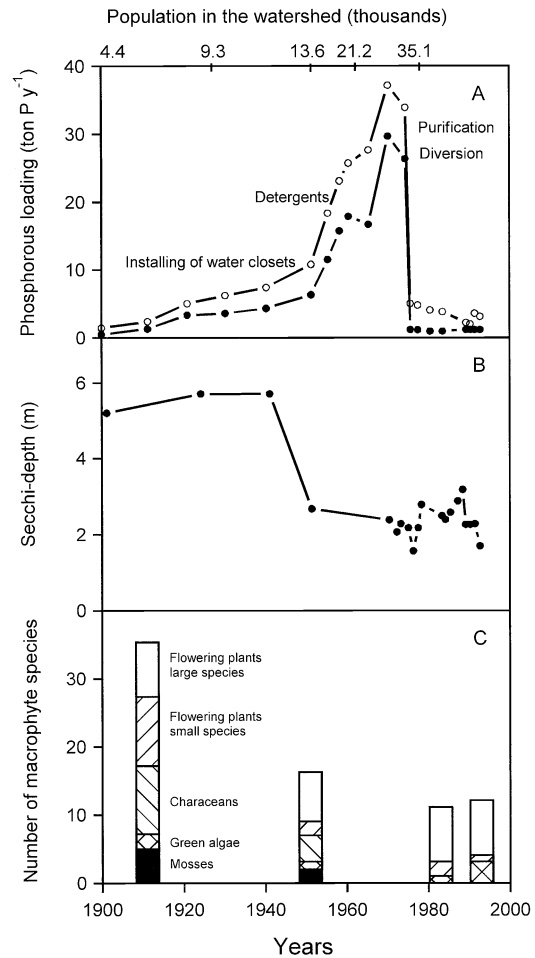 Population in the watershed (thousands)
4.4 9.3 13.6 21.2 35.1
Phosphorous loading (ton P y⁻¹)
40
30
20
10
0
A
Purification
Diversion
Detergents
Installing of water closets
Secchi-depth (m)
6
4
2
0
B
Number of macrophyte species
30
20
10
0
C
Flowering plants
large species
Flowering plants
small species
Characeans
Green algae
Mosses
1900 1920 1940 1960 1980 2000
Years